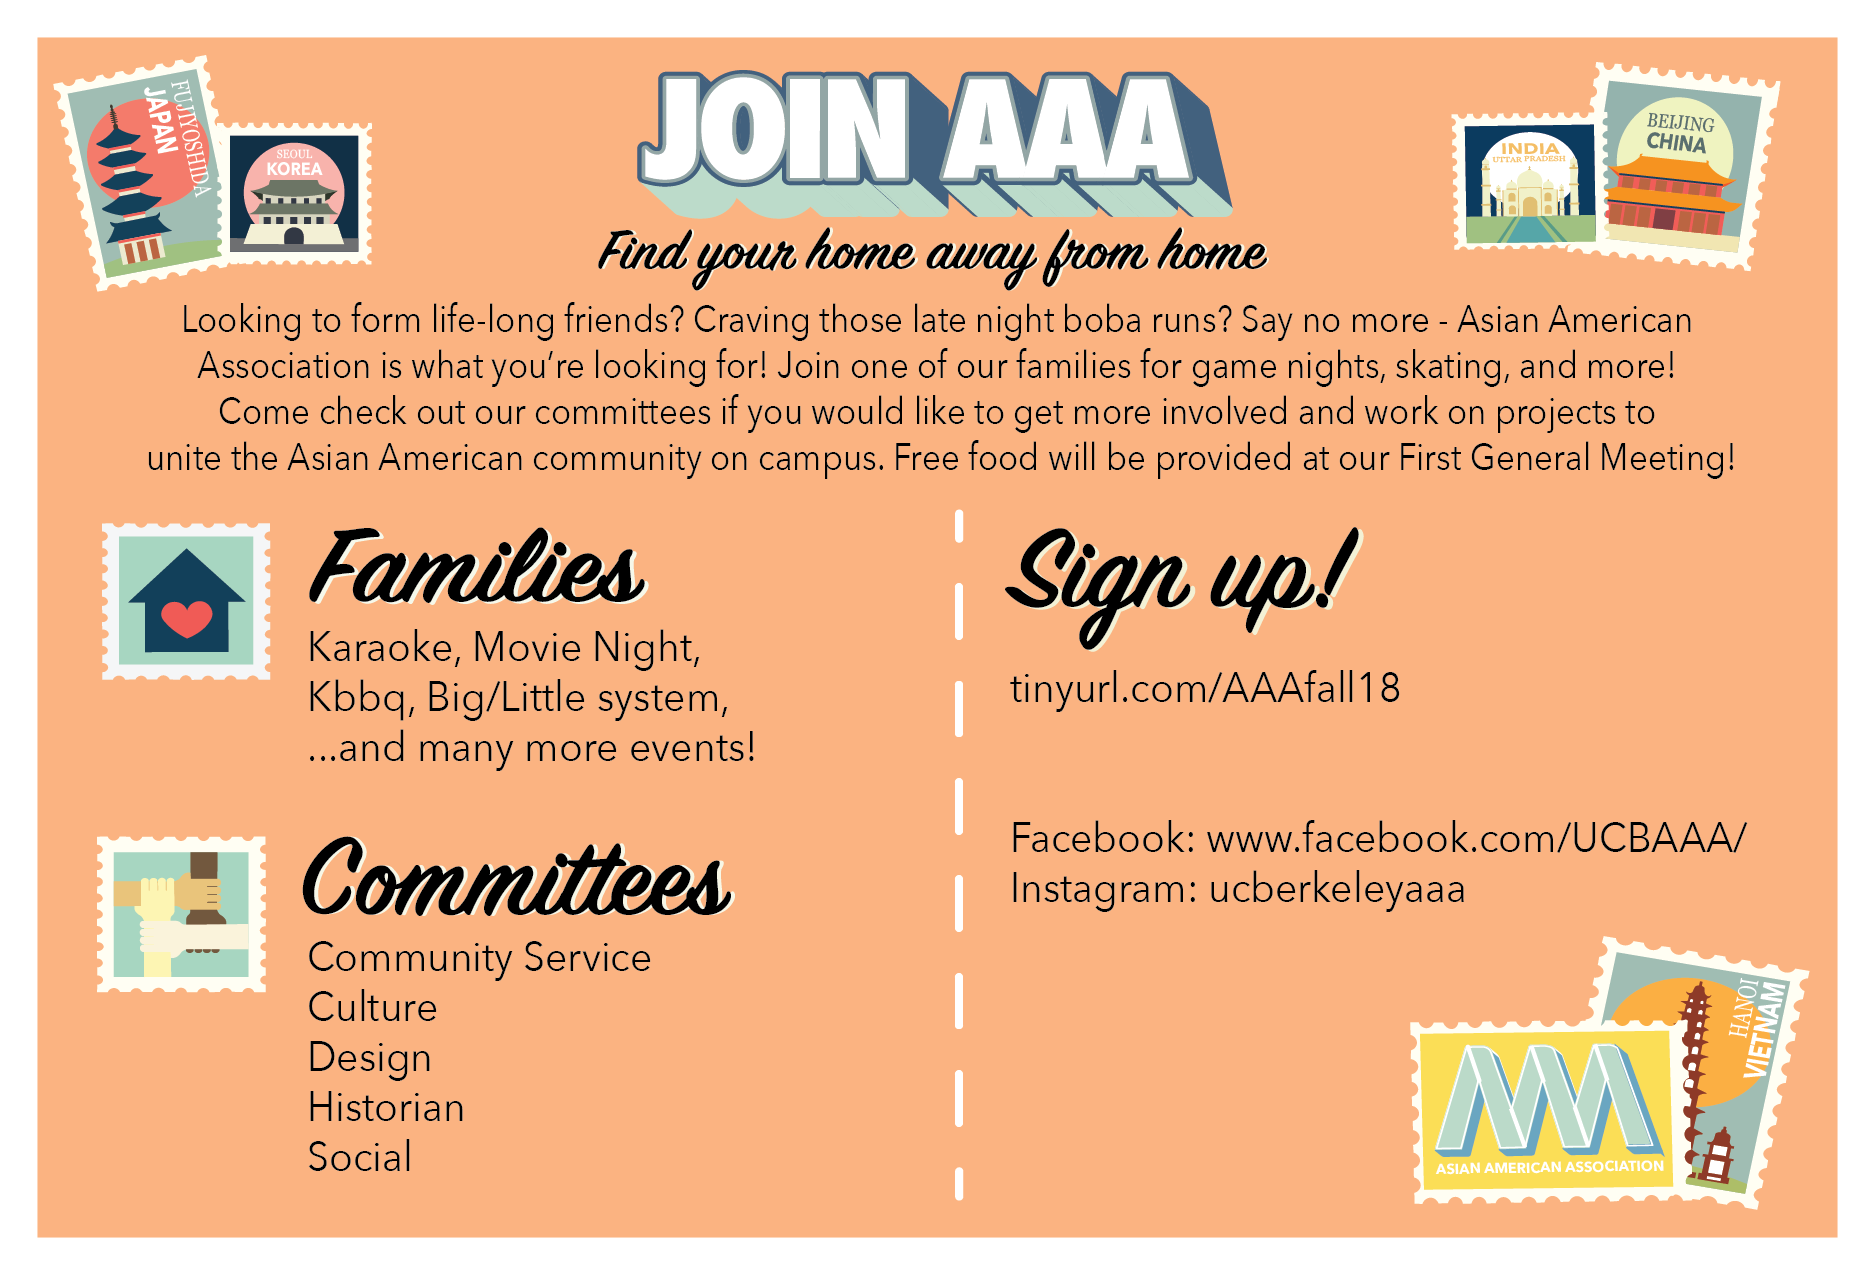 FUJIYOSHIDA
JAPAN
SEOUL
KOREA
JOIN AAA
INDIA
UTTAR PRADESH
BEIJING
CHINA
Find your home away from home
Looking to form life-long friends? Craving those late night boba runs? Say no more - Asian American
Association is what you’re looking for! Join one of our families for game nights, skating, and more!
Come check out our committees if you would like to get more involved and work on projects to
unite the Asian American community on campus. Free food will be provided at our First General Meeting!
Families
Karaoke, Movie Night,
Kbbq, Big/Little system,
...and many more events!
Committees
Community Service
Culture
Design
Historian
Social
Sign up!
tinyurl.com/AAAfall18
Facebook: www.facebook.com/UCBAAA/
Instagram: ucberkeleyaaa
HANOI
VIETNAM
AAA
ASIAN AMERICAN ASSOCIATION